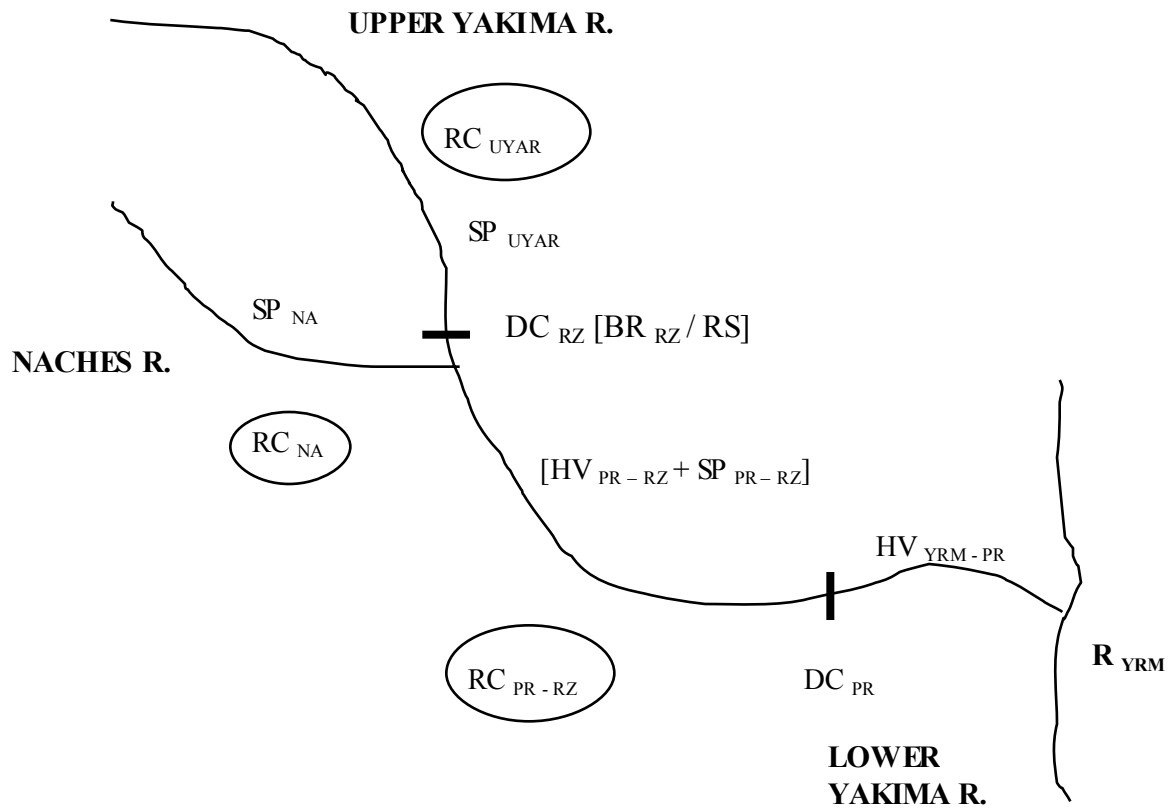 UPPER YAKIMA R.
RC UYAR
SP UYAR
SP NA
DC RZ [BR RZ / RS]
NACHES R.
RC NA
[HV PR – RZ + SP PR – RZ]
HV YRM - PR
RC PR - RZ
DC PR
R YRM
LOWER
YAKIMA R.